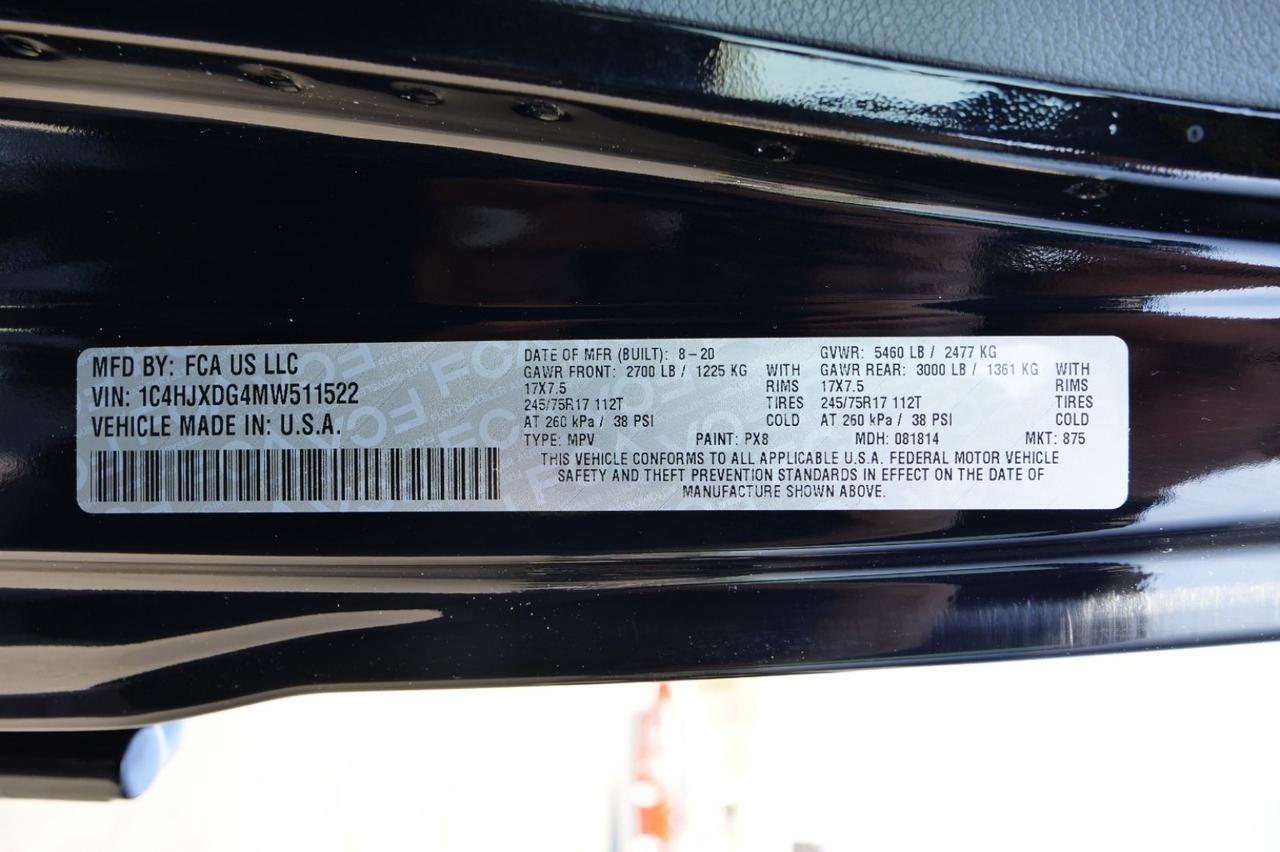 MFD BY: FCA US LLC
VIN: 1C4HJXDG4MW511522
VEHICLE MADE IN: U.S.A.
DATE OF MFR (BUILT): 8-20 GVWR: 5460 LB / 2477 KG
GAWR FRONT: 2700 LB / 1225 KG WITH GAWR REAR: 3000 LB / 1361 KG WITH
17X7.5 RIMS 17X7.5 RIMS
245/75R17 112T TIRES 245/75R17 112T TIRES
AT 260 kPa / 38 PSI COLD AT 260 kPa / 38 PSI COLD
TYPE: MPV PAINT: PX8 MDH: 081814 MKT: 875
THIS VEHICLE CONFORMS TO ALL APPLICABLE U.S.A. FEDERAL MOTOR VEHICLE
SAFETY AND THEFT PREVENTION STANDARDS IN EFFECT ON THE DATE OF
MANUFACTURE SHOWN ABOVE.